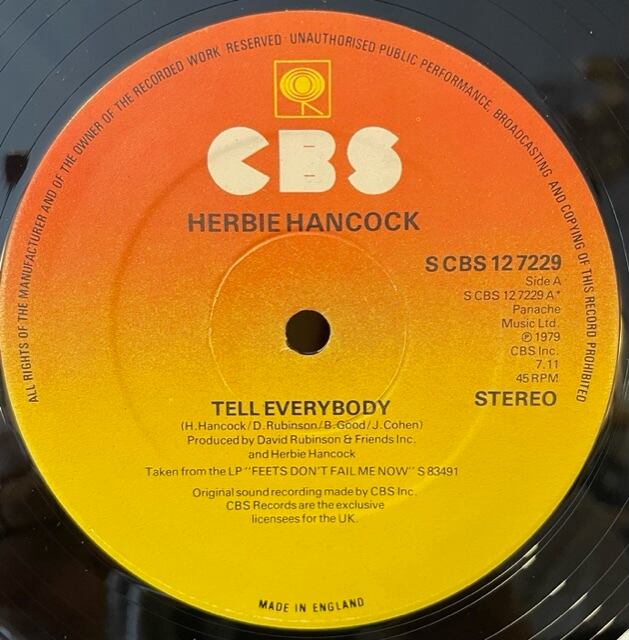 ALL RIGHTS OF THE MANUFACTURER AND OF THE OWNER OF THE RECORDED WORK RESERVED · UNAUTHORISED PUBLIC PERFORMANCE, BROADCASTING AND COPYING OF THIS RECORD PROHIBITED
CBS
HERBIE HANCOCK
S CBS 12 7229
Side A
S CBS 12 7229 A*
Panache
Music Ltd.
℗ 1979
CBS Inc.
7.11
45 RPM
STEREO
TELL EVERYBODY
(H.Hancock/D.Rubinson/B.Good/J.Cohen)
Produced by David Rubinson & Friends Inc.
and Herbie Hancock
Taken from the LP "FEETS DON'T FAIL ME NOW" S 83491
Original sound recording made by CBS Inc.
CBS Records are the exclusive
licensees for the UK.
MADE IN ENGLAND